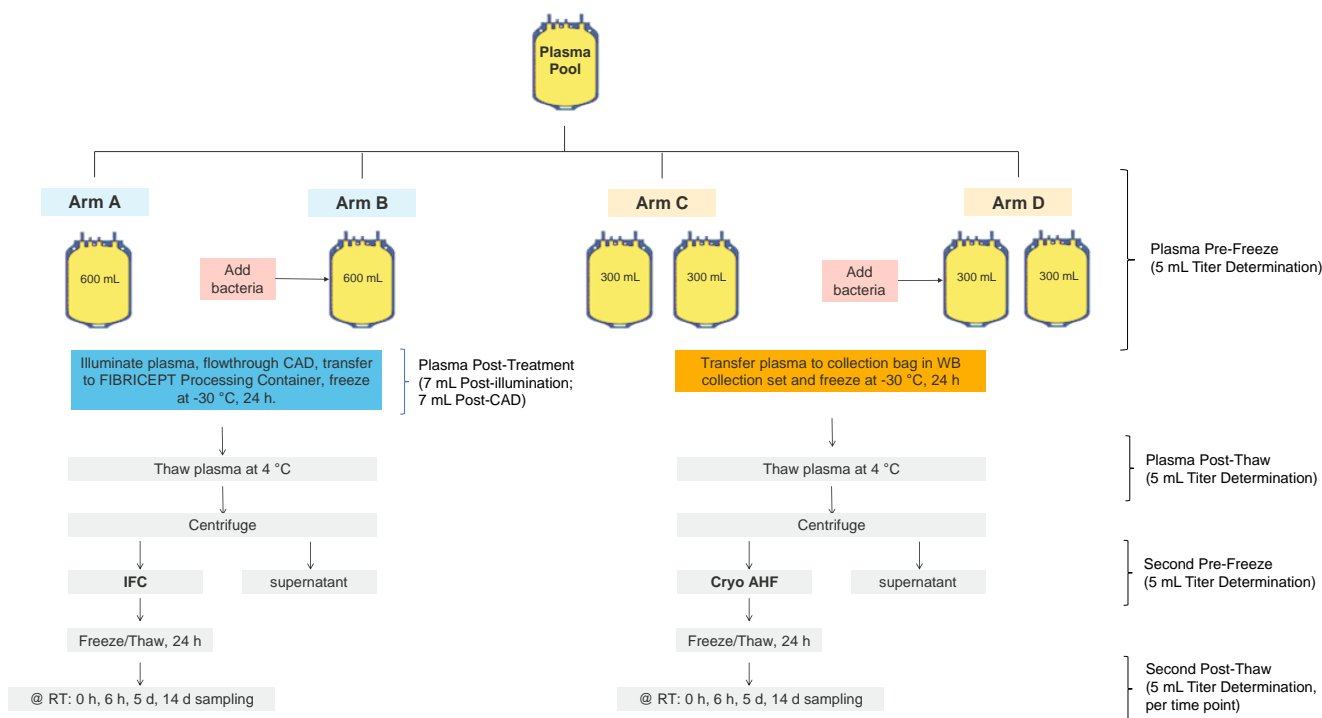 Plasma
Pool
Arm A
Arm B
Arm C
Arm D
600 mL
Add
bacteria
600 mL
300 mL
300 mL
Add
bacteria
300 mL
300 mL
Plasma Pre-Freeze
(5 mL Titer Determination)
Illuminate plasma, flowthrough CAD, transfer
to FIBRICEPT Processing Container, freeze
at -30 °C, 24 h.
Plasma Post-Treatment
(7 mL Post-illumination;
7 mL Post-CAD)
Transfer plasma to collection bag in WB
collection set and freeze at -30 °C, 24 h
Thaw plasma at 4 °C
Thaw plasma at 4 °C
Plasma Post-Thaw
(5 mL Titer Determination)
Centrifuge
Centrifuge
IFC
supernatant
Cryo AHF
supernatant
Second Pre-Freeze
(5 mL Titer Determination)
Freeze/Thaw, 24 h
Freeze/Thaw, 24 h
@ RT: 0 h, 6 h, 5 d, 14 d sampling
@ RT: 0 h, 6 h, 5 d, 14 d sampling
Second Post-Thaw
(5 mL Titer Determination,
per time point)